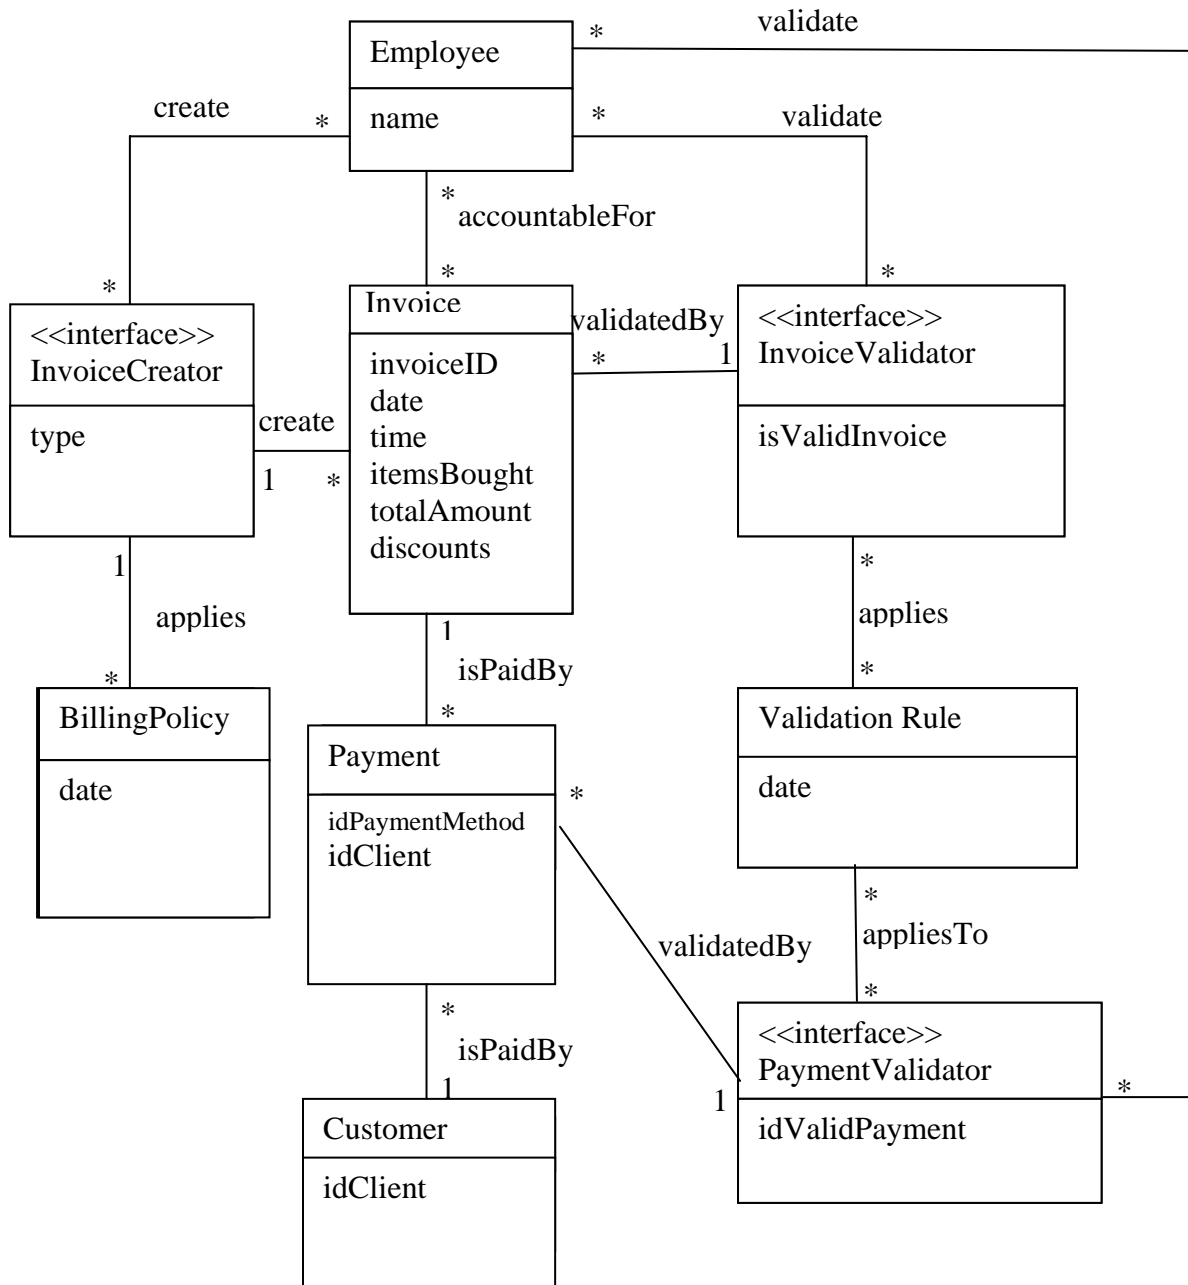 validate
*
Employee
name
create
*
*
validate
*
accountableFor
*
*
*
<<interface>>
InvoiceCreator
type
Invoice
invoiceID
date
time
itemsBought
totalAmount
discounts
validatedBy
*
1
<<interface>>
InvoiceValidator
isValidInvoice
create
1
*
1
applies
*
BillingPolicy
date
1
isPaidBy
*
Payment
idPaymentMethod
idClient
*
applies
*
Validation Rule
date
*
validatedBy
1
*
appliesTo
*
<<interface>>
PaymentValidator
idValidPayment
*
*
isPaidBy
1
Customer
idClient